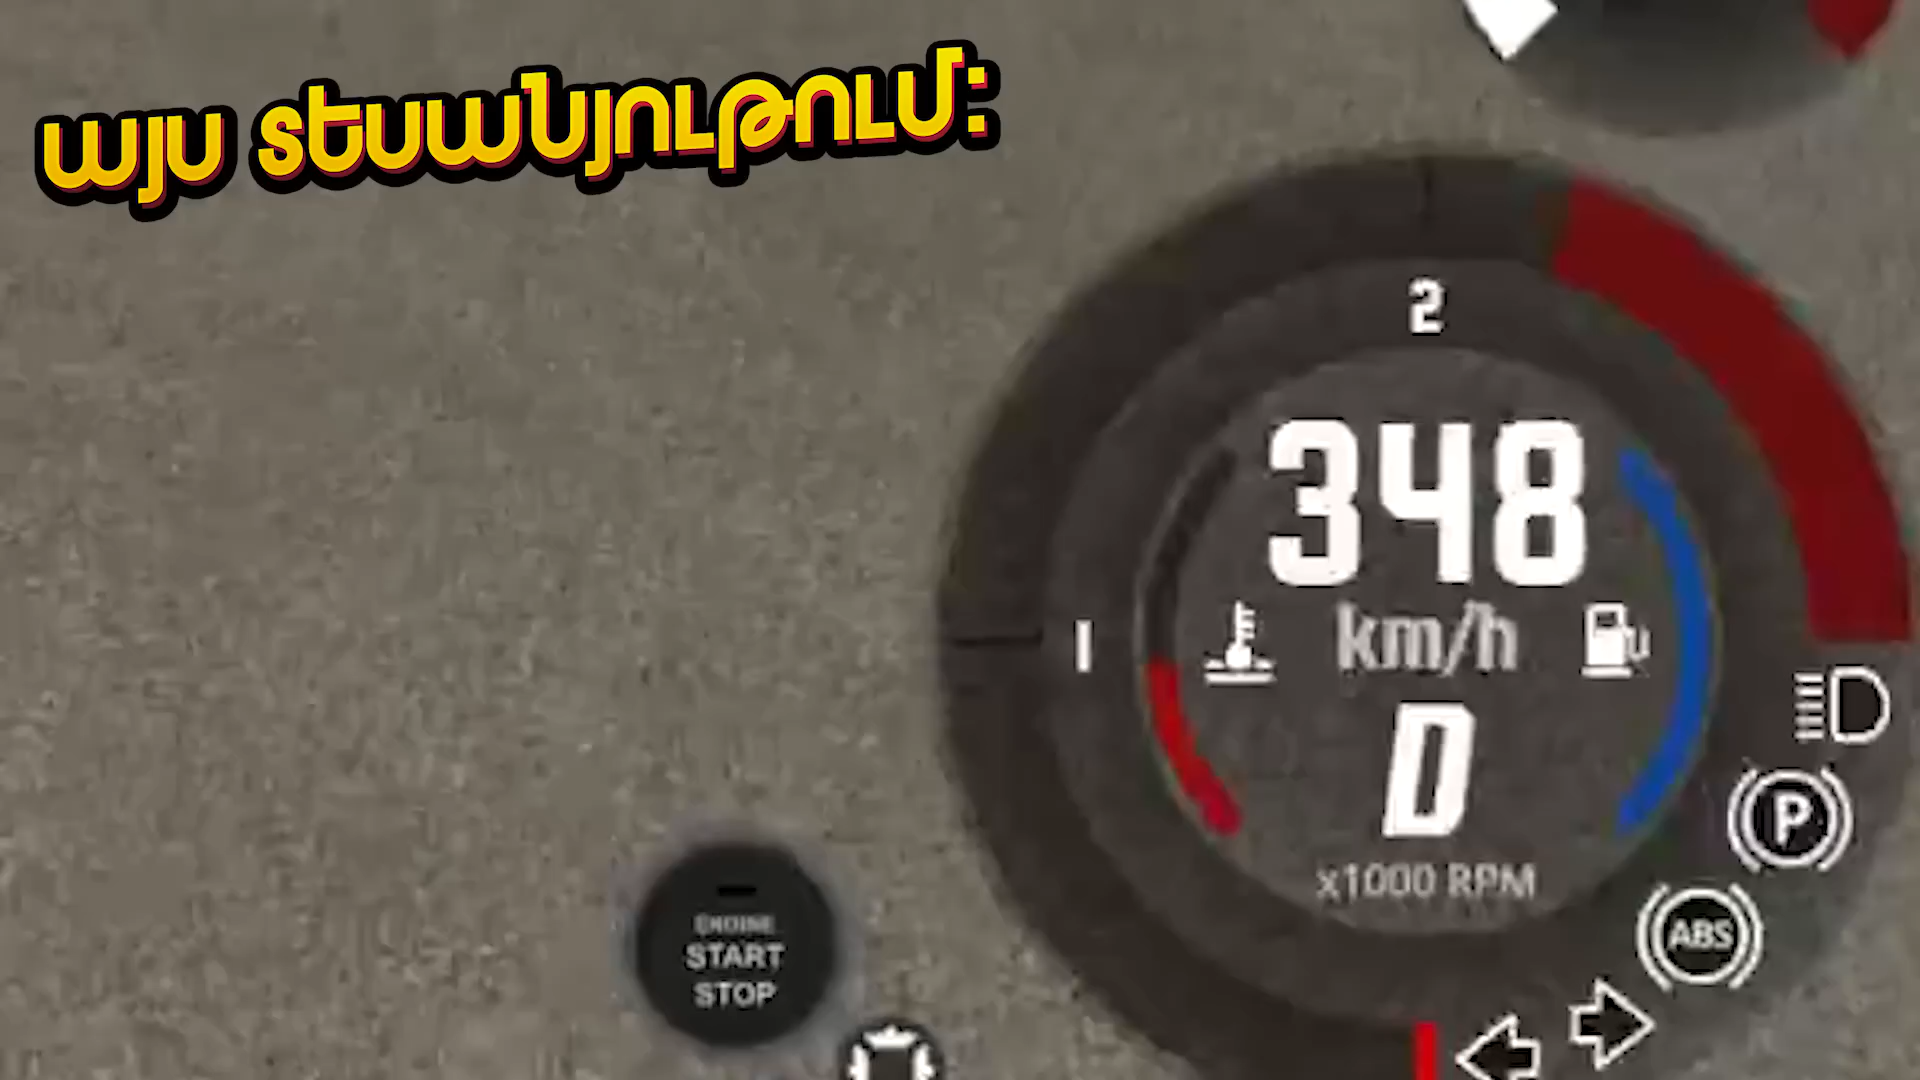 այս տեսանյութում:
2
348
1
km/h
D
x1000 RPM
P
ABS
ENGINE
START
STOP